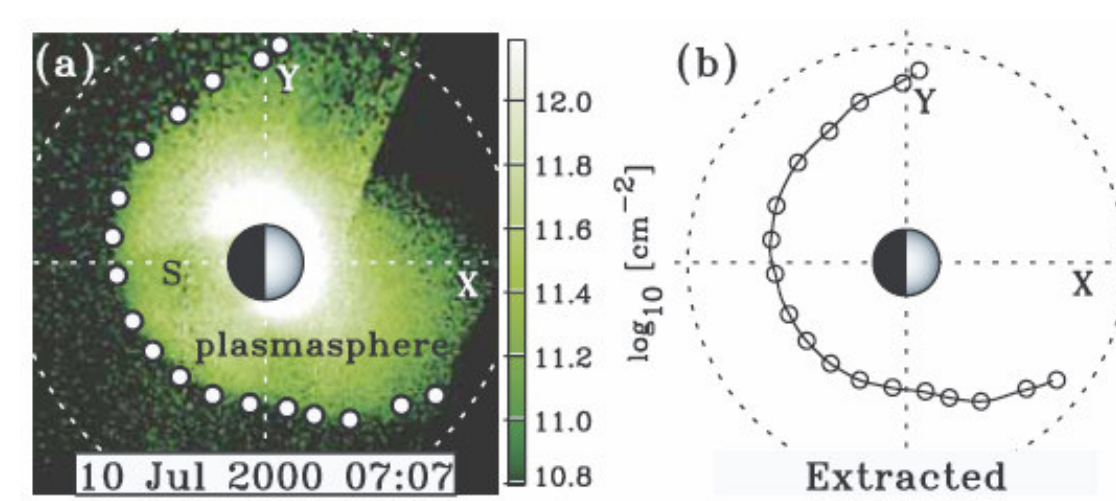 (a)
Y
S
X
plasmasphere
10 Jul 2000 07:07
12.0
11.8
11.6
11.4
11.2
11.0
10.8
log10 [cm−2]
(b)
Y
X
Extracted